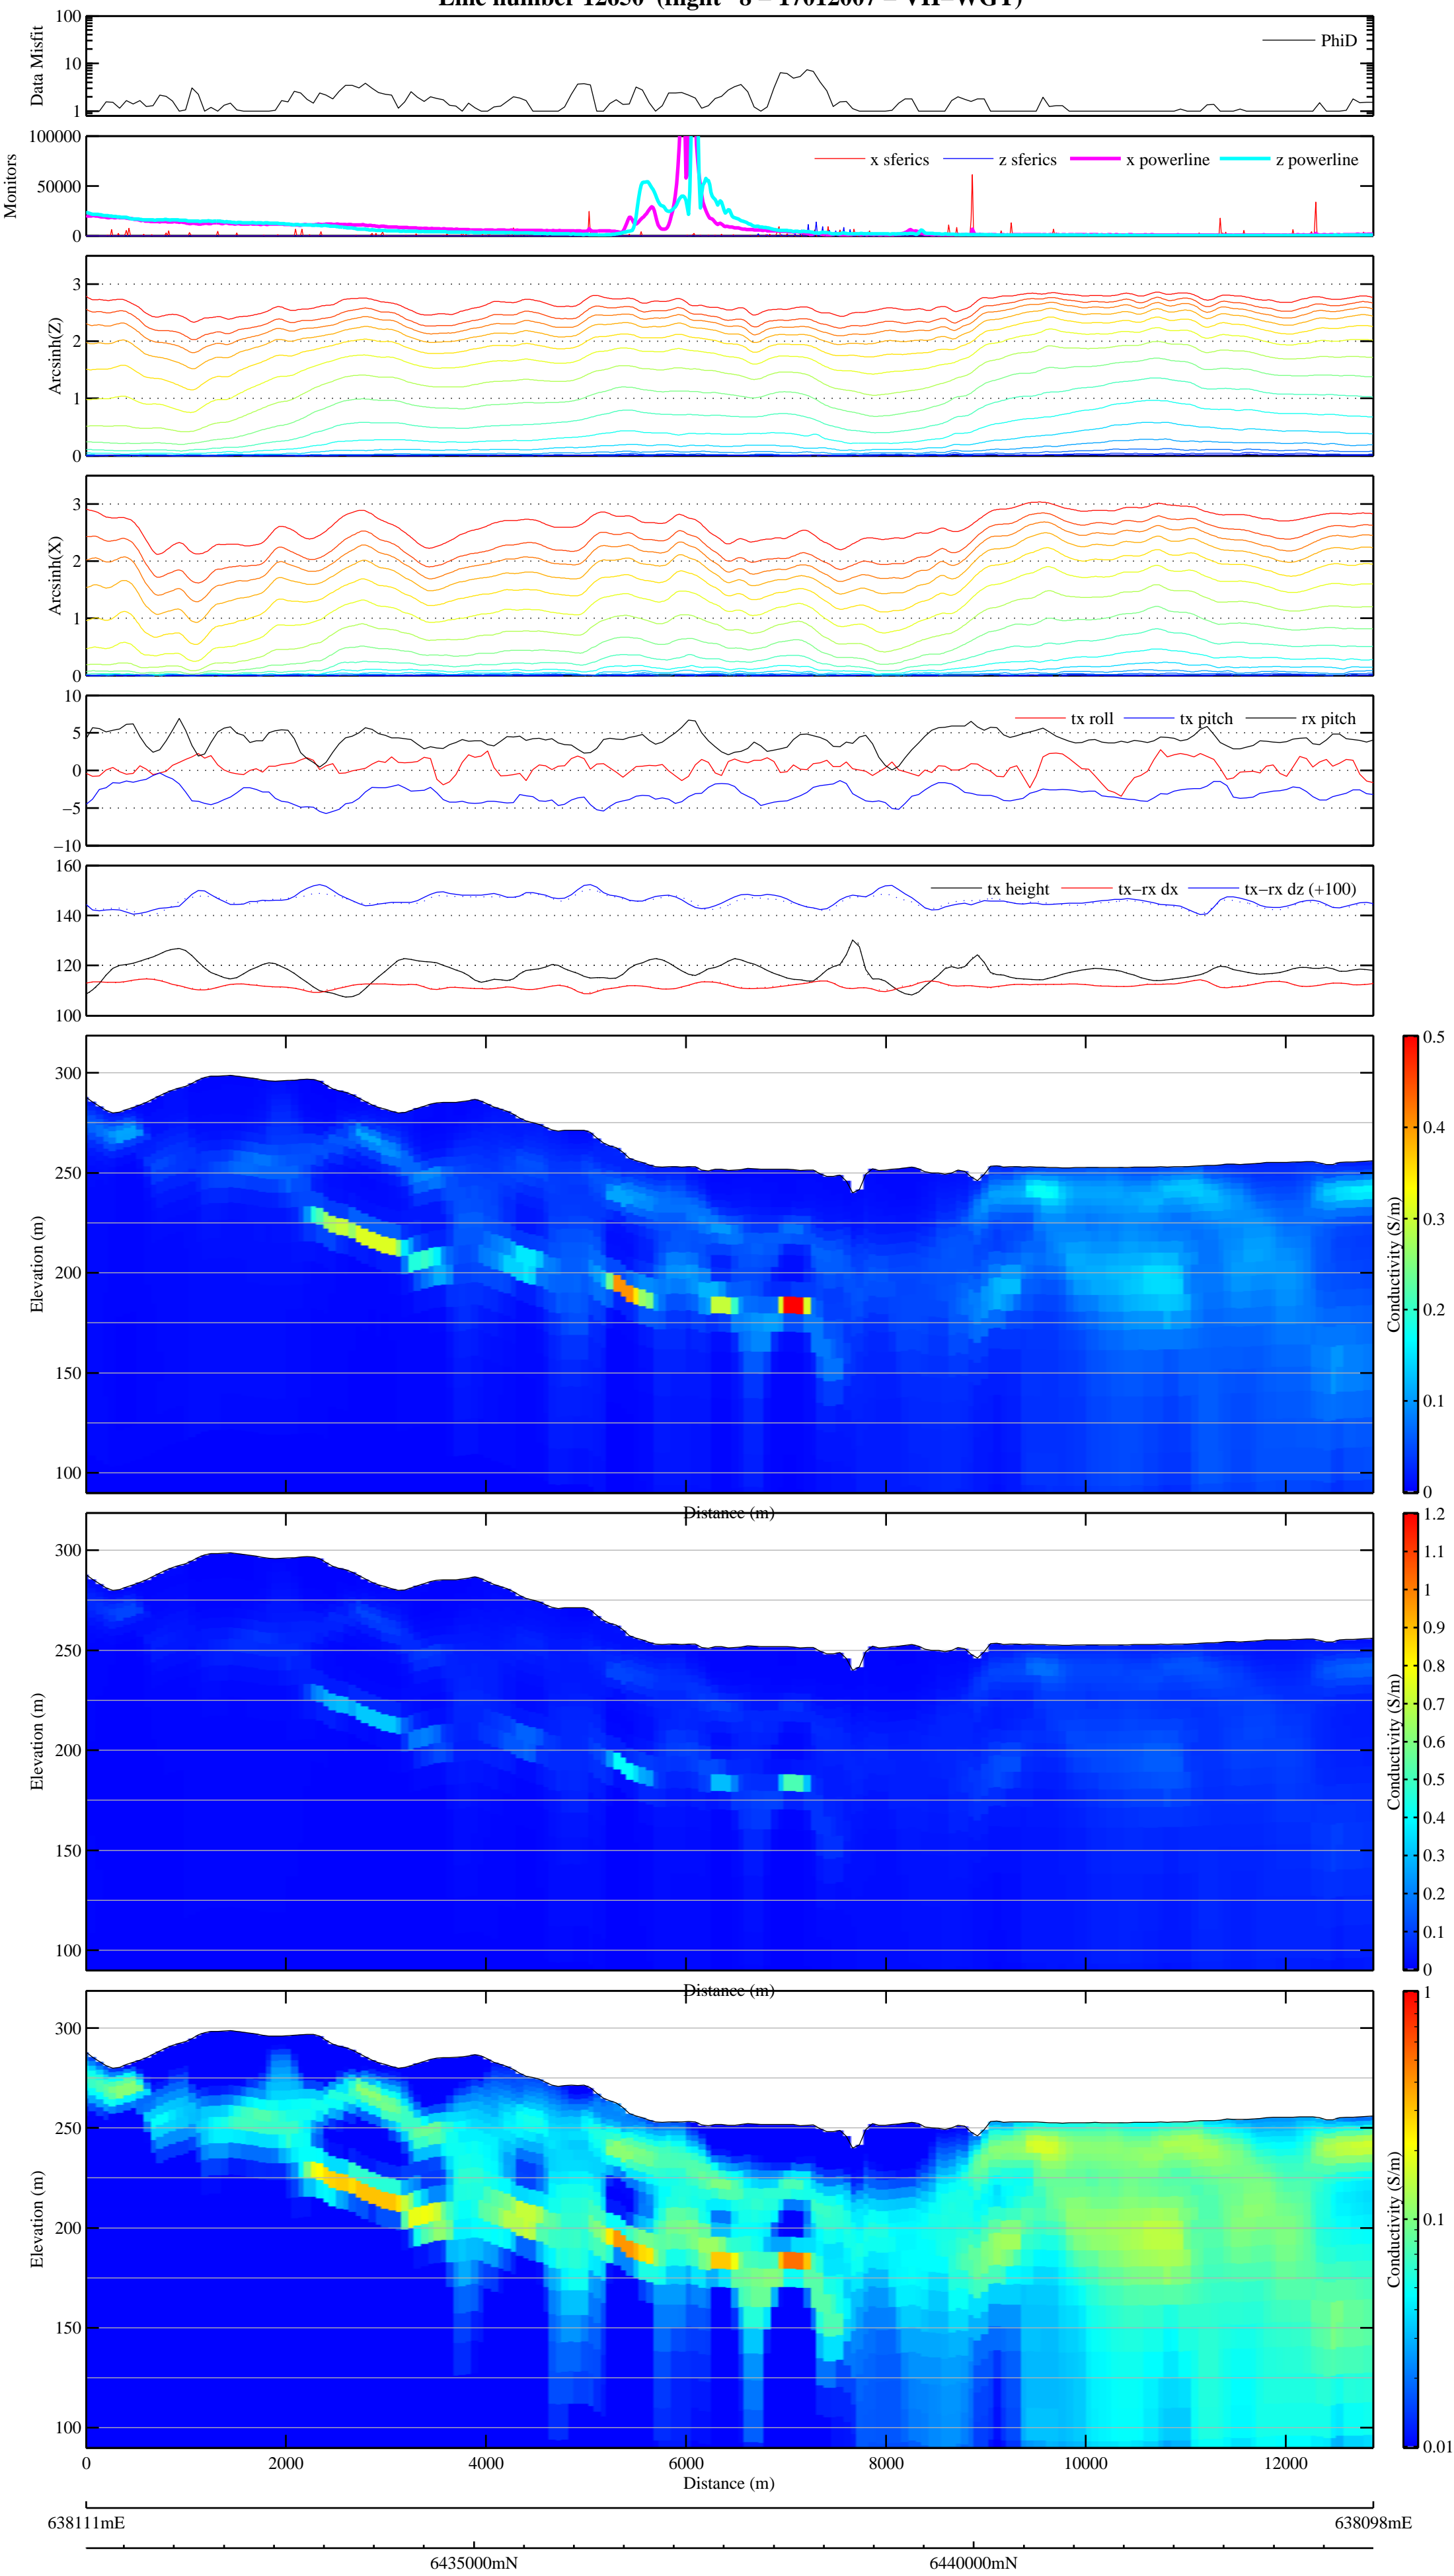 100
10
1
Data Misfit
PhiD
100000
50000
0
Monitors
x sferics
z sferics
x powerline
z powerline
3
2
1
0
Arcsinh(Z)
3
2
1
0
Arcsinh(X)
10
5
0
−5
−10
tx roll
tx pitch
rx pitch
160
140
120
100
tx height
tx−rx dx
tx−rx dz (+100)
300
250
200
150
100
Elevation (m)
Distance (m)
0.5
0.4
0.3
0.2
0.1
0
Conductivity (S/m)
300
250
200
150
100
Elevation (m)
Distance (m)
1.2
1.1
1
0.9
0.8
0.7
0.6
0.5
0.4
0.3
0.2
0.1
0
Conductivity (S/m)
300
250
200
150
100
Elevation (m)
1
0.1
0.01
Conductivity (S/m)
0 2000 4000 6000 8000 10000 12000
Distance (m)
638111mE 638098mE
6435000mN 6440000mN